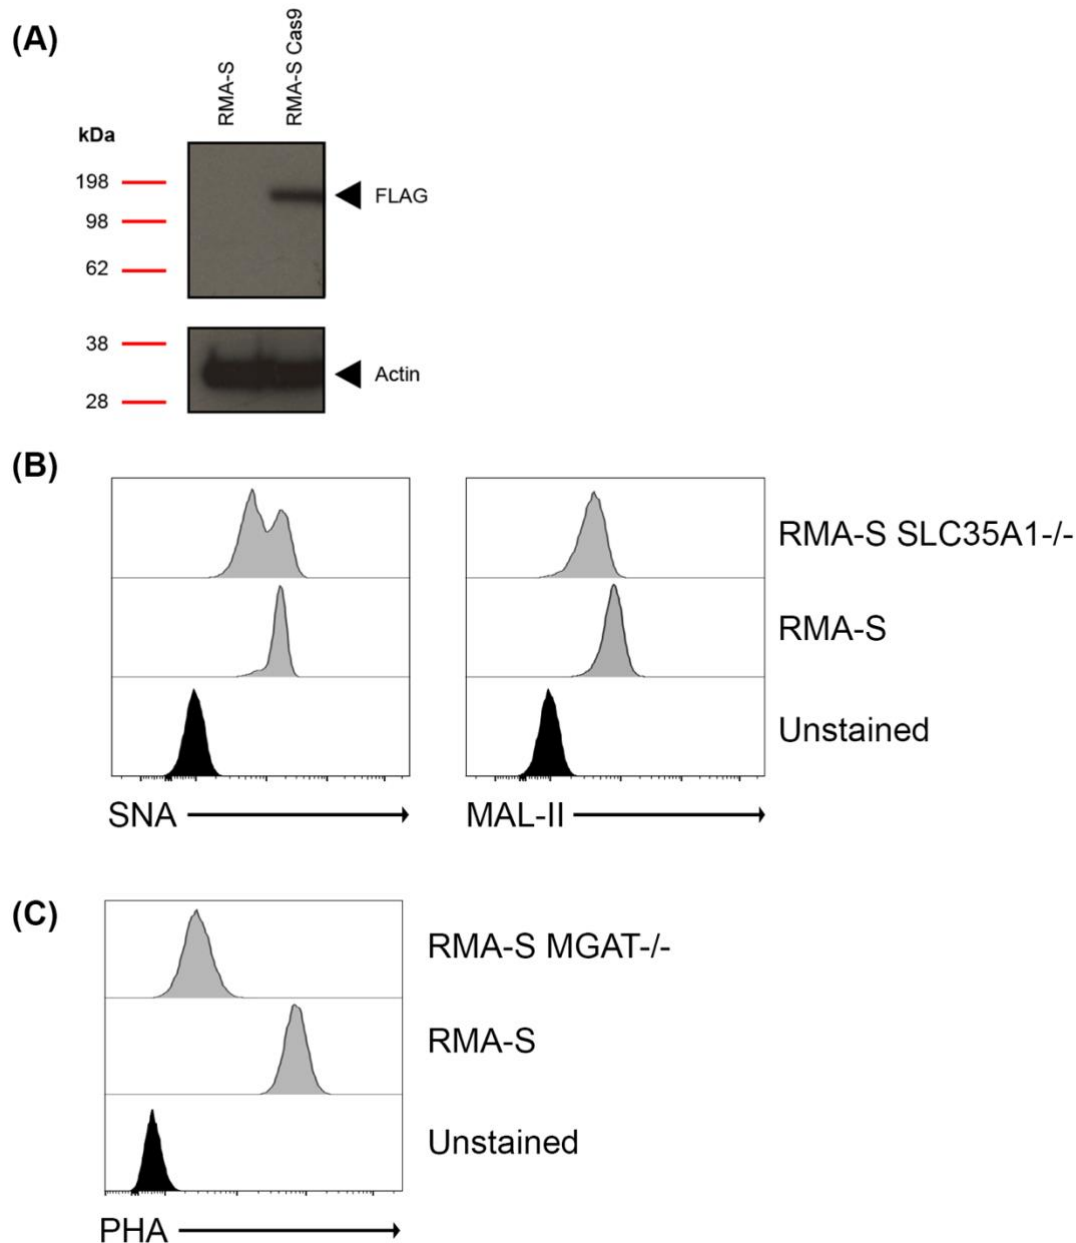 (A)
RMA-S
RMA-S Cas9
kDa
198
98
62
FLAG
38
28
Actin
(B)
RMA-S SLC35A1-/-
RMA-S
Unstained
SNA
MAL-II
(C)
RMA-S MGAT-/-
RMA-S
Unstained
PHA